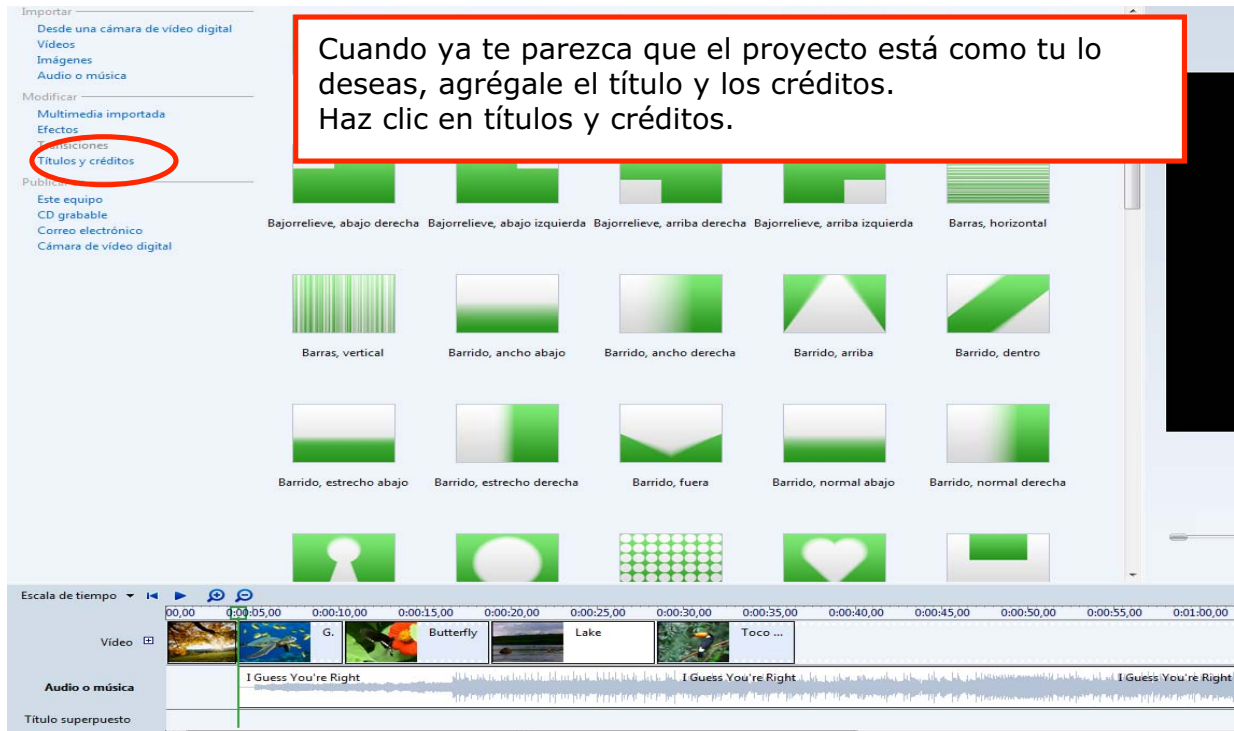 Importar
Desde una cámara de vídeo digital
Vídeos
Imágenes
Audio o música
Modificar
Multimedia importada
Efectos
Transiciones
Títulos y créditos
Este equipo
CD grabable
Correo electrónico
Cámara de vídeo digital
Cuando ya te parezca que el proyecto está como tu lo
deseas, agrégale el título y los créditos.
Haz clic en títulos y créditos.
Bajorrelieve, abajo derecha Bajorrelieve, abajo izquierda Bajorrelieve, arriba derecha Bajorrelieve, arriba izquierda Barras, horizontal
Barras, vertical Barrido, ancho abajo Barrido, ancho derecha Barrido, arriba Barrido, dentro
Barrido, estrecho abajo Barrido, estrecho derecha Barrido, fuera Barrido, normal abajo Barrido, normal derecha
Escala de tiempo
00,00 0:00:05,00 0:00:10,00 0:00:15,00 0:00:20,00 0:00:25,00 0:00:30,00 0:00:35,00 0:00:40,00 0:00:45,00 0:00:50,00 0:00:55,00 0:01:00,00
Vídeo G. Butterfly Lake Toco ...
Audio o música I Guess You're Right I Guess You're Right I Guess You're Right
Título superpuesto